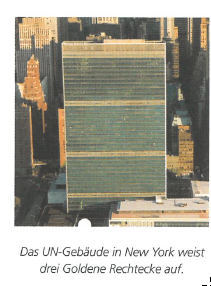 Das UN-Gebäude in New York weist
drei Goldene Rechtecke auf.